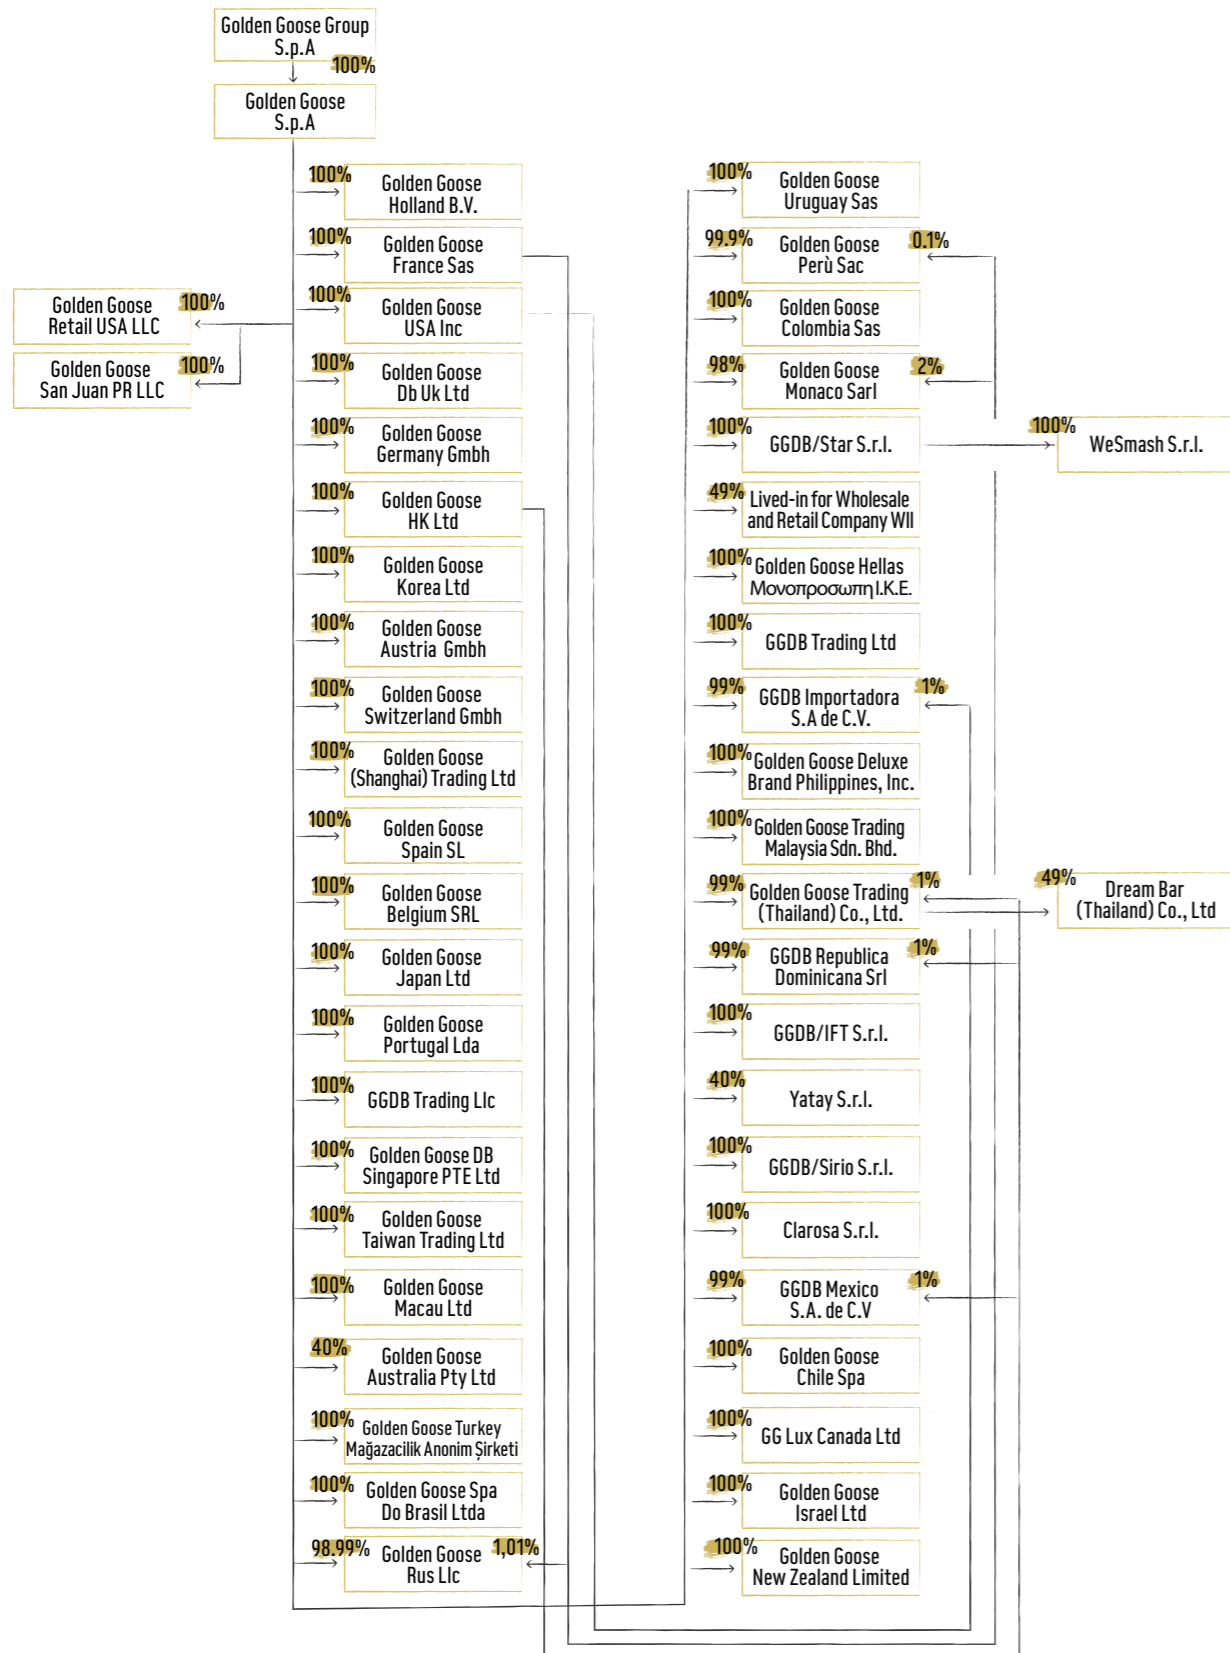 Golden Goose Group
S.p.A
100%
Golden Goose
S.p.A
100%
Golden Goose
Holland B.V.
100%
Golden Goose
France Sas
100%
Golden Goose
USA Inc
100%
Golden Goose
Retail USA LLC
100%
Golden Goose
San Juan PR LLC
100%
Golden Goose
Db Uk Ltd
100%
Golden Goose
Germany Gmbh
100%
Golden Goose
HK Ltd
100%
Golden Goose
Korea Ltd
100%
Golden Goose
Austria Gmbh
100%
Golden Goose
Switzerland Gmbh
100%
Golden Goose
(Shanghai) Trading Ltd
100%
Golden Goose
Spain SL
100%
Golden Goose
Belgium SRL
100%
Golden Goose
Japan Ltd
100%
Golden Goose
Portugal Lda
100%
GGDB Trading Llc
100%
Golden Goose DB
Singapore PTE Ltd
100%
Golden Goose
Taiwan Trading Ltd
100%
Golden Goose
Macau Ltd
40%
Golden Goose
Australia Pty Ltd
100%
Golden Goose Turkey
Mağazacilik Anonim Şirketi
100%
Golden Goose Spa
Do Brasil Ltda
98.99%
Golden Goose
Rus Llc
1,01%
100%
Golden Goose
Uruguay Sas
99.9%
Golden Goose
Perù Sac
0.1%
100%
Golden Goose
Colombia Sas
98%
Golden Goose
Monaco Sarl
2%
100%
GGDB/Star S.r.l.
100%
WeSmash S.r.l.
49%
Lived-in for Wholesale
and Retail Company Wll
100%
Golden Goose Hellas
Μονοπροσωπη I.K.E.
100%
GGDB Trading Ltd
99%
GGDB Importadora
S.A de C.V.
1%
100%
Golden Goose Deluxe
Brand Philippines, Inc.
100%
Golden Goose Trading
Malaysia Sdn. Bhd.
99%
Golden Goose Trading
(Thailand) Co., Ltd.
1%
49%
Dream Bar
(Thailand) Co., Ltd
99%
GGDB Republica
Dominicana Srl
1%
100%
GGDB/IFT S.r.l.
40%
Yatay S.r.l.
100%
GGDB/Sirio S.r.l.
100%
Clarosa S.r.l.
99%
GGDB Mexico
S.A. de C.V
1%
100%
Golden Goose
Chile Spa
100%
GG Lux Canada Ltd
100%
Golden Goose
Israel Ltd
100%
Golden Goose
New Zealand Limited